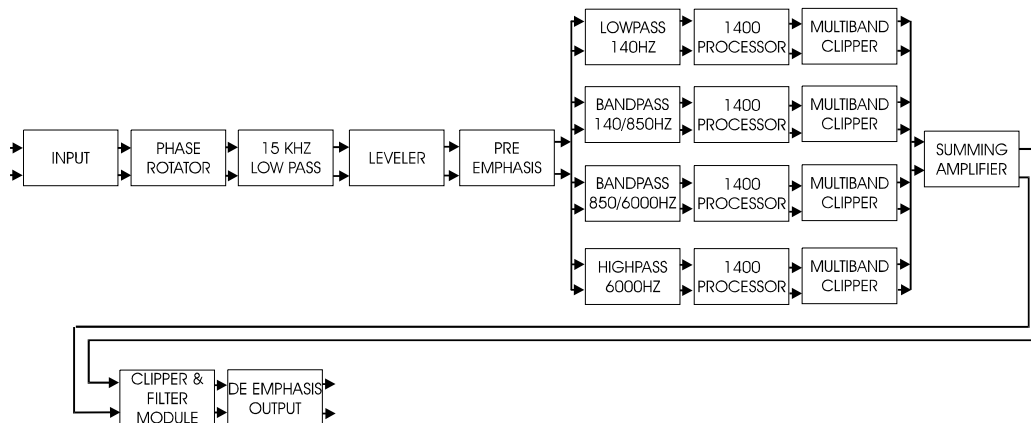 LOWPASS
140HZ
1400
PROCESSOR
MULTIBAND
CLIPPER
BANDPASS
140/850HZ
1400
PROCESSOR
MULTIBAND
CLIPPER
INPUT
PHASE
ROTATOR
15 KHZ
LOW PASS
LEVELER
PRE
EMPHASIS
SUMMING
AMPLIFIER
BANDPASS
850/6000HZ
1400
PROCESSOR
MULTIBAND
CLIPPER
HIGHPASS
6000HZ
1400
PROCESSOR
MULTIBAND
CLIPPER
CLIPPER &
FILTER
MODULE
DE EMPHASIS
OUTPUT